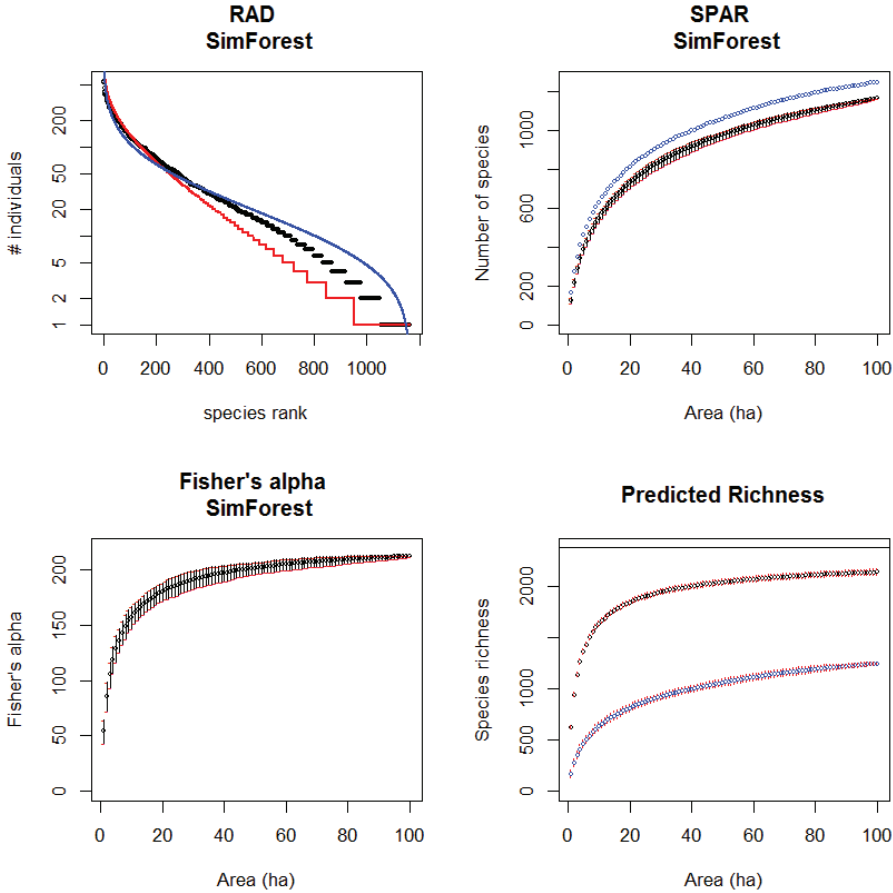 RAD
SimForest
# individuals
200
50
20
5
2
1
0 200 400 600 800 1000
species rank
SPAR
SimForest
Number of species
1000
600
200
0
0 20 40 60 80 100
Area (ha)
Fisher's alpha
SimForest
Fisher's alpha
200
150
100
50
0
0 20 40 60 80 100
Area (ha)
Predicted Richness
Species richness
2000
1000
500
0
0 20 40 60 80 100
Area (ha)